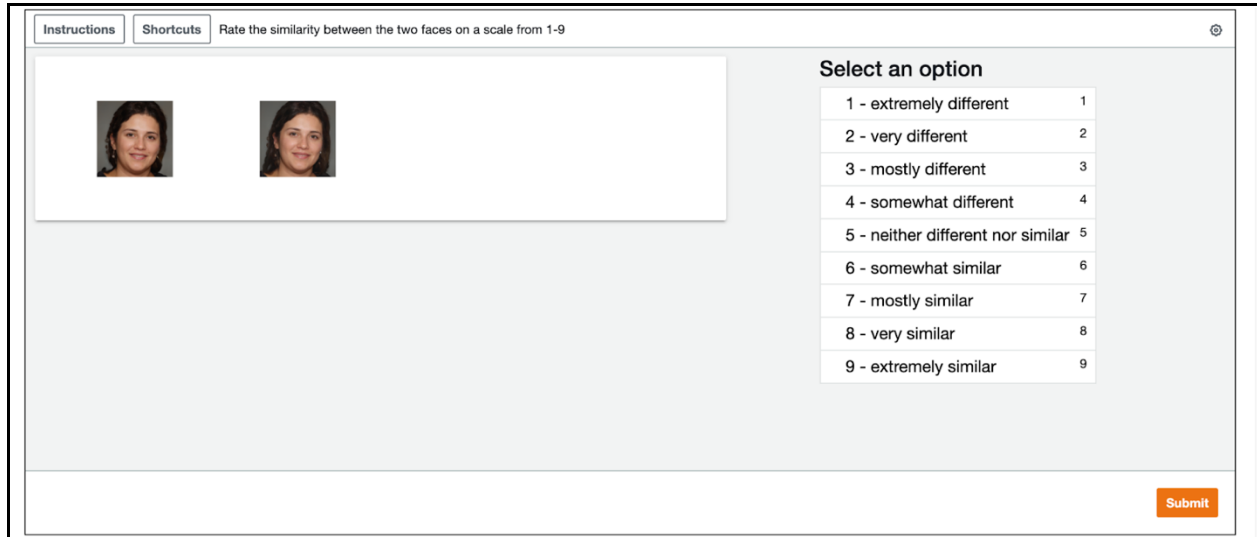 Instructions Shortcuts Rate the similarity between the two faces on a scale from 1-9
Select an option
1 - extremely different 1
2 - very different 2
3 - mostly different 3
4 - somewhat different 4
5 - neither different nor similar 5
6 - somewhat similar 6
7 - mostly similar 7
8 - very similar 8
9 - extremely similar 9
Submit